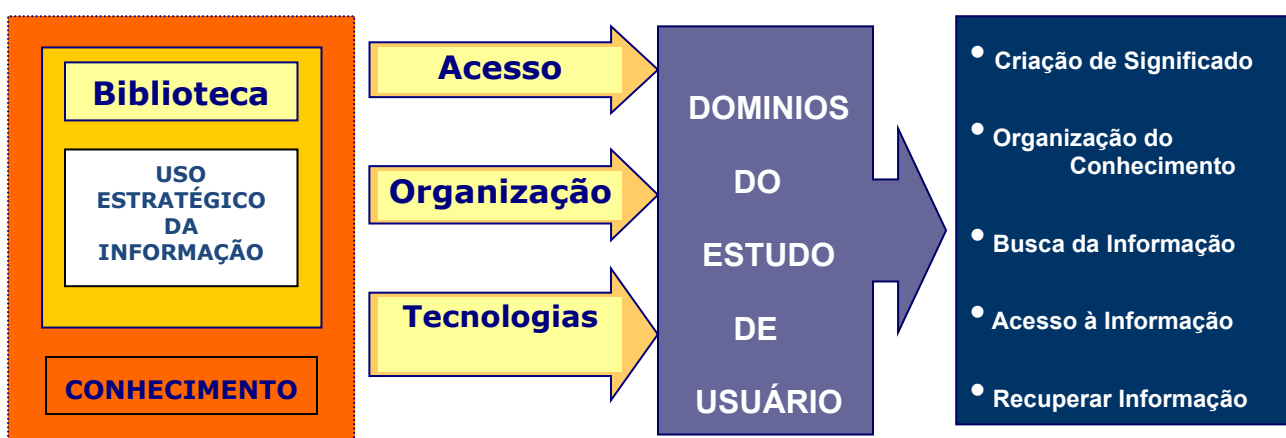 Biblioteca
USO
ESTRATÉGICO
DA
INFORMAÇÃO
CONHECIMENTO
Acesso
Organização
Tecnologias
DOMINIOS
DO
ESTUDO
DE
USUÁRIO
• Criação de Significado
• Organização do
Conhecimento
• Busca da Informação
• Acesso à Informação
• Recuperar Informação